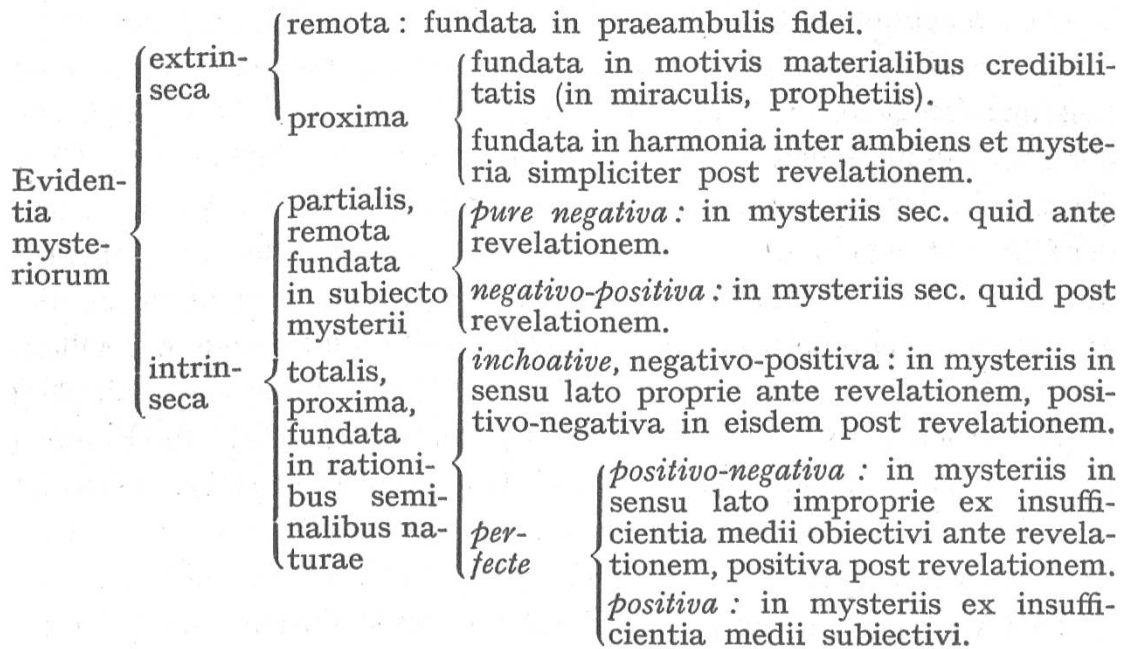 Eviden-
tia
myste-
riorum
extrin-
seca
remota : fundata in praeambulis fidei.
proxima
fundata in motivis materialibus credibili-
tatis (in miraculis, prophetiis).
fundata in harmonia inter ambiens et myste-
ria simpliciter post revelationem.
intrin-
seca
partialis,
remota
fundata
in subiecto
mysterii
pure negativa : in mysteriis sec. quid ante
revelationem.
negativo-positiva : in mysteriis sec. quid post
revelationem.
totalis,
proxima,
fundata
in rationi-
bus semi-
nalibus na-
turae
inchoative, negativo-positiva : in mysteriis in
sensu lato proprie ante revelationem, posi-
tivo-negativa in eisdem post revelationem.
per-
fecte
positivo-negativa : in mysteriis in
sensu lato improprie ex insuffi-
cientia medii obiectivi ante revela-
tionem, positiva post revelationem.
positiva : in mysteriis ex insuffi-
cientia medii subiectivi.